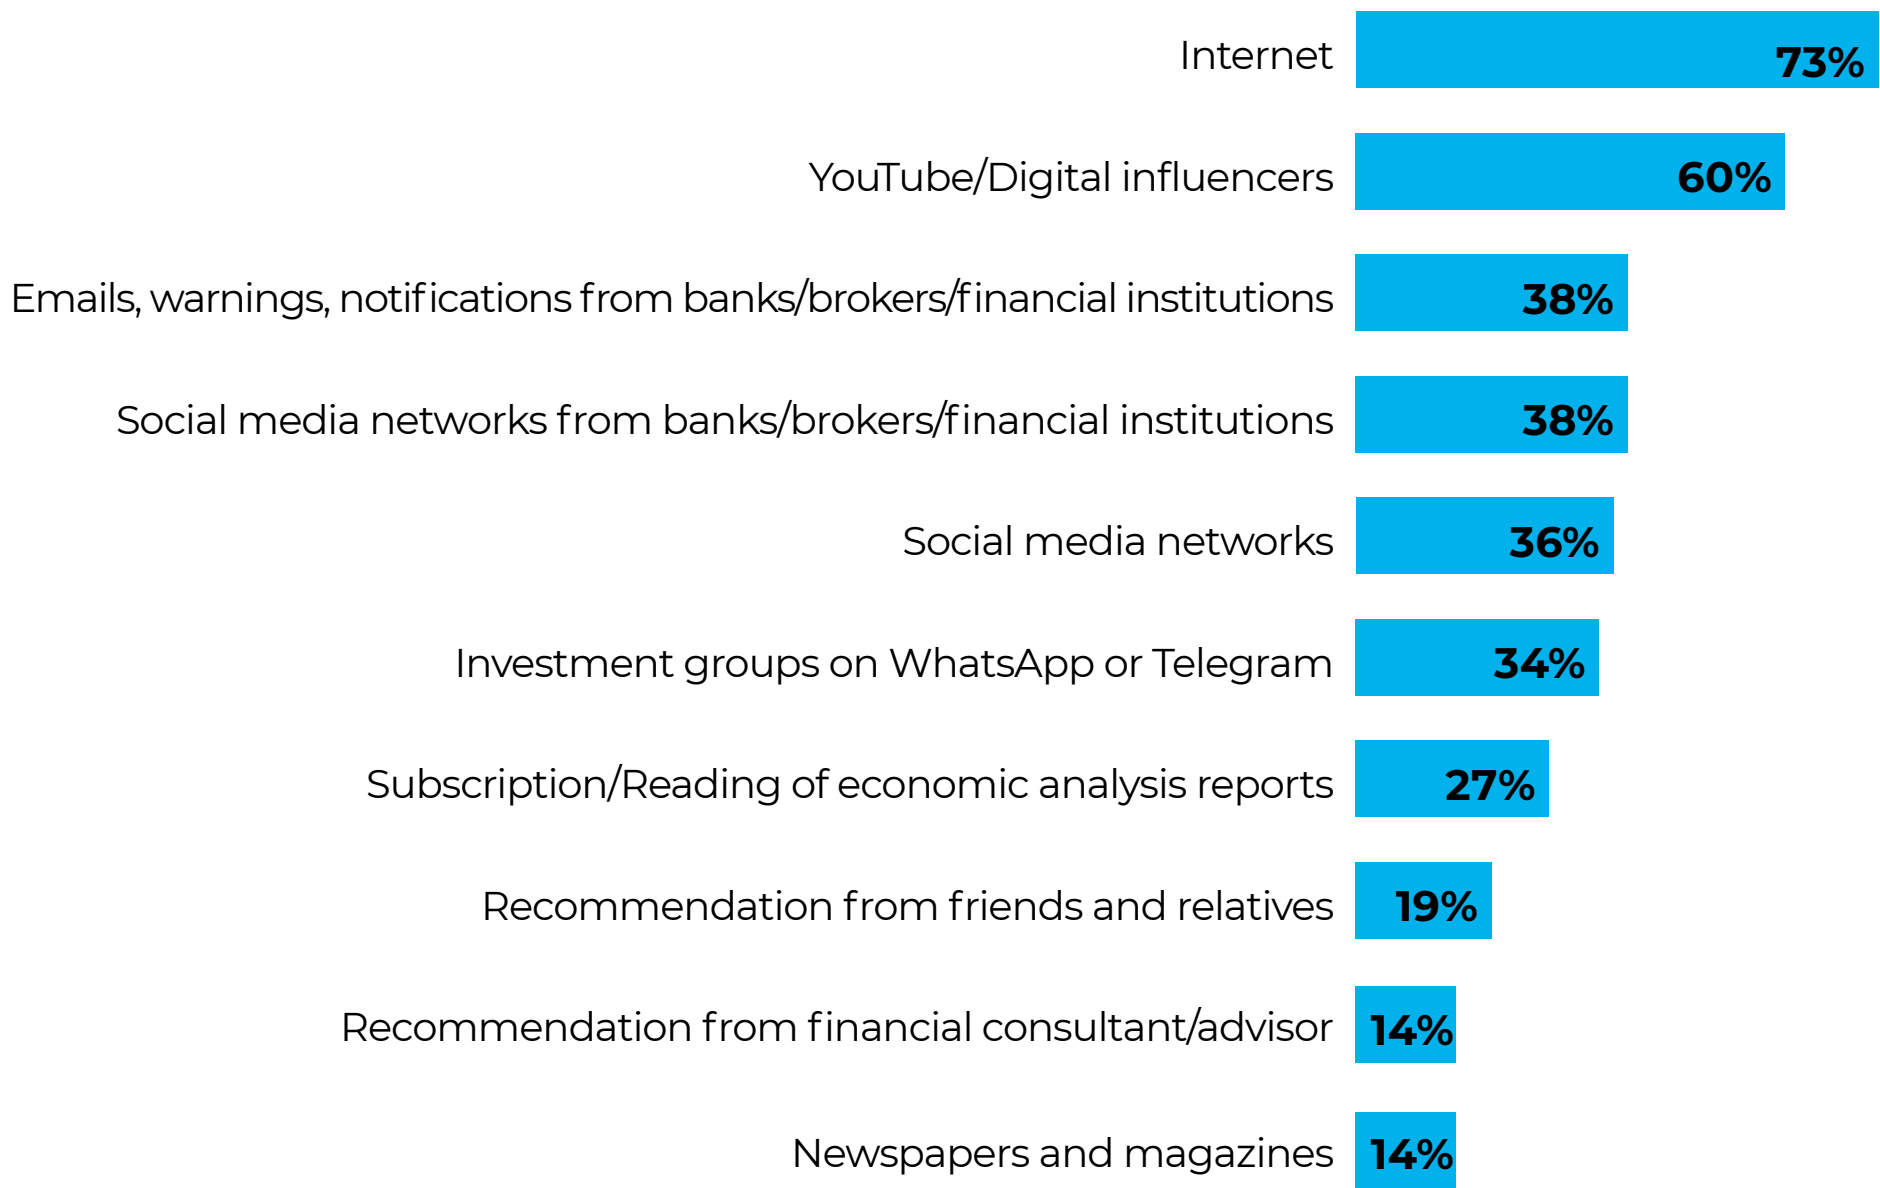 Internet 73%
YouTube/Digital influencers 60%
Emails, warnings, notifications from banks/brokers/financial institutions 38%
Social media networks from banks/brokers/financial institutions 38%
Social media networks 36%
Investment groups on WhatsApp or Telegram 34%
Subscription/Reading of economic analysis reports 27%
Recommendation from friends and relatives 19%
Recommendation from financial consultant/advisor 14%
Newspapers and magazines 14%